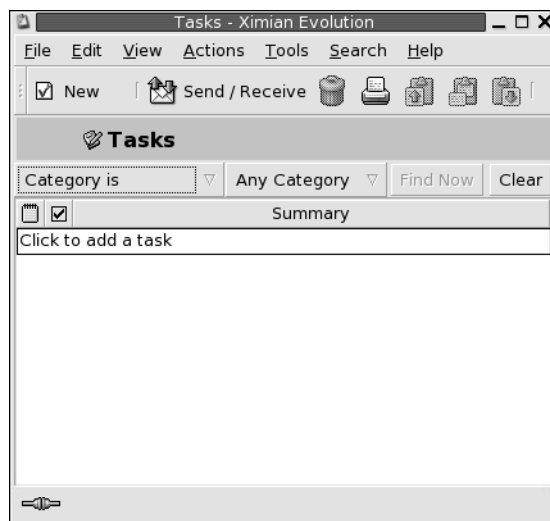 Tasks - Ximian Evolution
File Edit View Actions Tools Search Help
New Send / Receive
Tasks
Category is Any Category Find Now Clear
Summary
Click to add a task